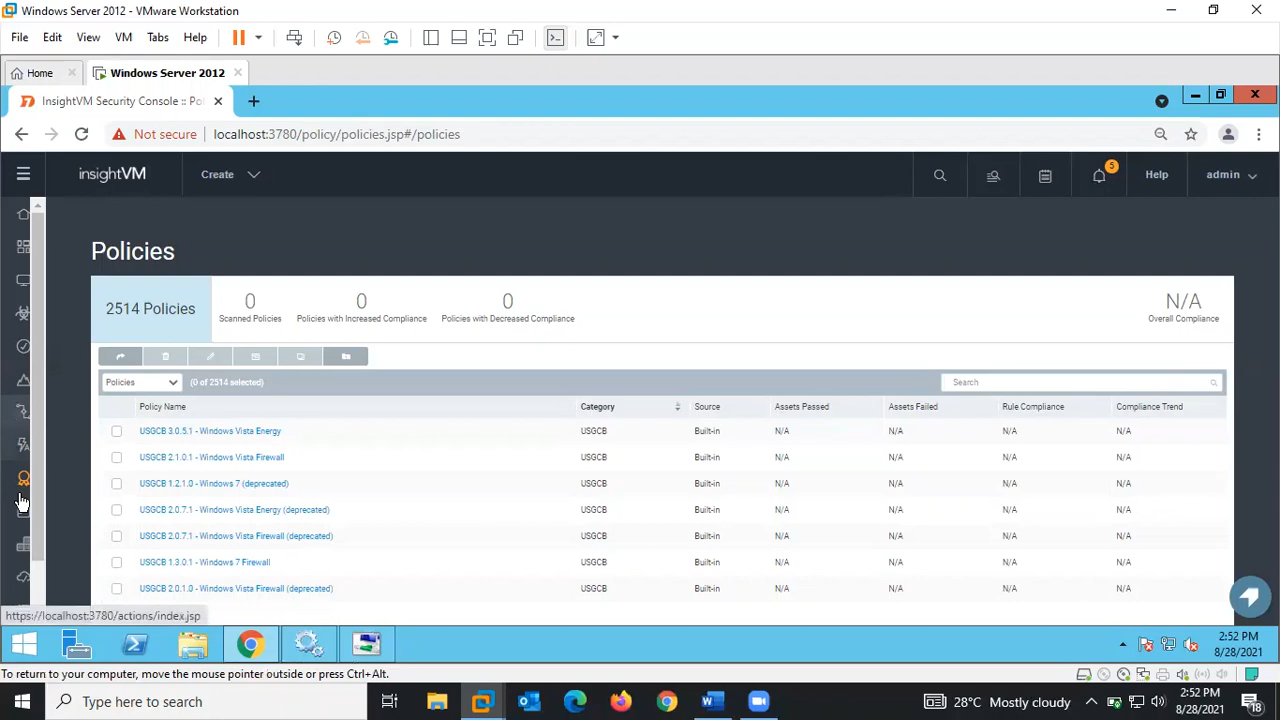 Windows Server 2012 - VMware Workstation
File Edit View VM Tabs Help
Home Windows Server 2012
InsightVM Security Console :: Pol
Not secure localhost:3780/policy/policies.jsp#/policies
insightVM Create 5 Help admin
Policies
2514 Policies
0 0 0 N/A
Scanned Policies Policies with Increased Compliance Policies with Decreased Compliance Overall Compliance
Policies (0 of 2514 selected) Search
Policy Name Category Source Assets Passed Assets Failed Rule Compliance Compliance Trend
USGCB 3.0.5.1 - Windows Vista Energy USGCB Built-in N/A N/A N/A N/A
USGCB 2.1.0.1 - Windows Vista Firewall USGCB Built-in N/A N/A N/A N/A
USGCB 1.2.1.0 - Windows 7 (deprecated) USGCB Built-in N/A N/A N/A N/A
USGCB 2.0.7.1 - Windows Vista Energy (deprecated) USGCB Built-in N/A N/A N/A N/A
USGCB 2.0.7.1 - Windows Vista Firewall (deprecated) USGCB Built-in N/A N/A N/A N/A
USGCB 1.3.0.1 - Windows 7 Firewall USGCB Built-in N/A N/A N/A N/A
USGCB 2.0.1.0 - Windows Vista Firewall (deprecated) USGCB Built-in N/A N/A N/A N/A
https://localhost:3780/actions/index.jsp
2:52 PM
8/28/2021
To return to your computer, move the mouse pointer outside or press Ctrl+Alt.
Type here to search
28°C Mostly cloudy
2:52 PM
8/28/2021
18